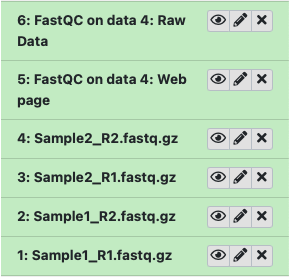 6: FastQC on data 4: Raw
Data
5: FastQC on data 4: Web
page
4: Sample2_R2.fastq.gz
3: Sample2_R1.fastq.gz
2: Sample1_R2.fastq.gz
1: Sample1_R1.fastq.gz